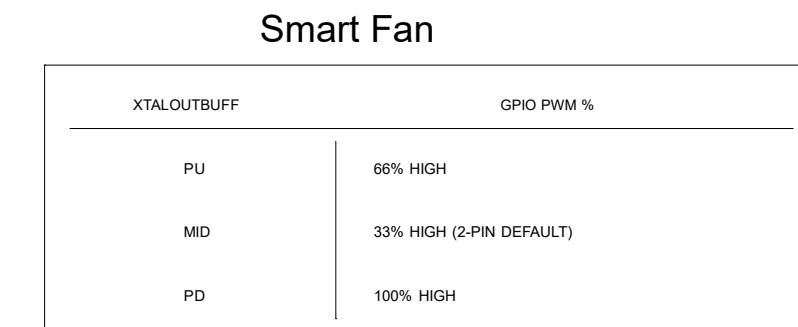 Smart Fan
XTALOUTBUFF GPIO PWM %
PU 66% HIGH
MID 33% HIGH (2-PIN DEFAULT)
PD 100% HIGH